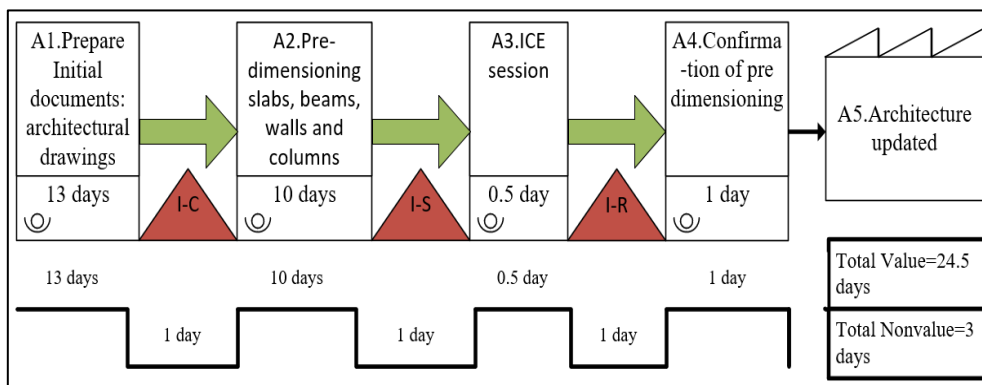 A1.Prepare
Initial
documents:
architectural
drawings
13 days
I-C
A2.Pre-
dimensioning
slabs, beams,
walls and
columns
10 days
I-S
A3.ICE
session
0.5 day
I-R
A4.Confirma
-tion of pre
dimensioning
1 day
A5.Architecture
updated
13 days
1 day
10 days
1 day
0.5 day
1 day
1 day
Total Value=24.5
days
Total Nonvalue=3
days